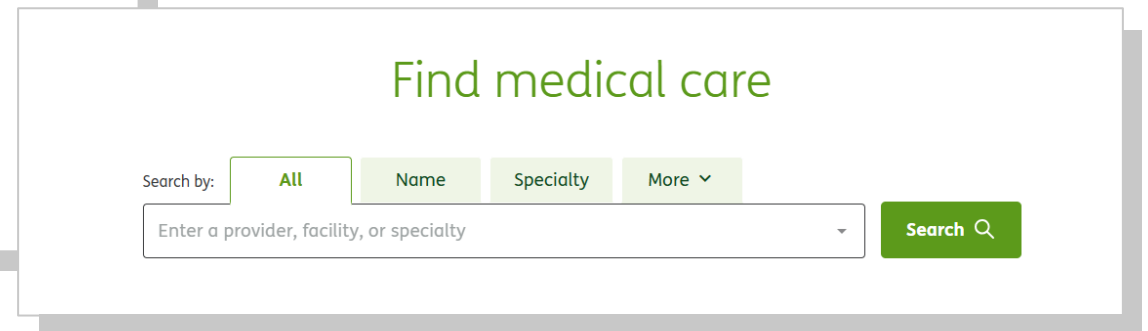 Find medical care
Search by: All Name Specialty More
Enter a provider, facility, or specialty
Search